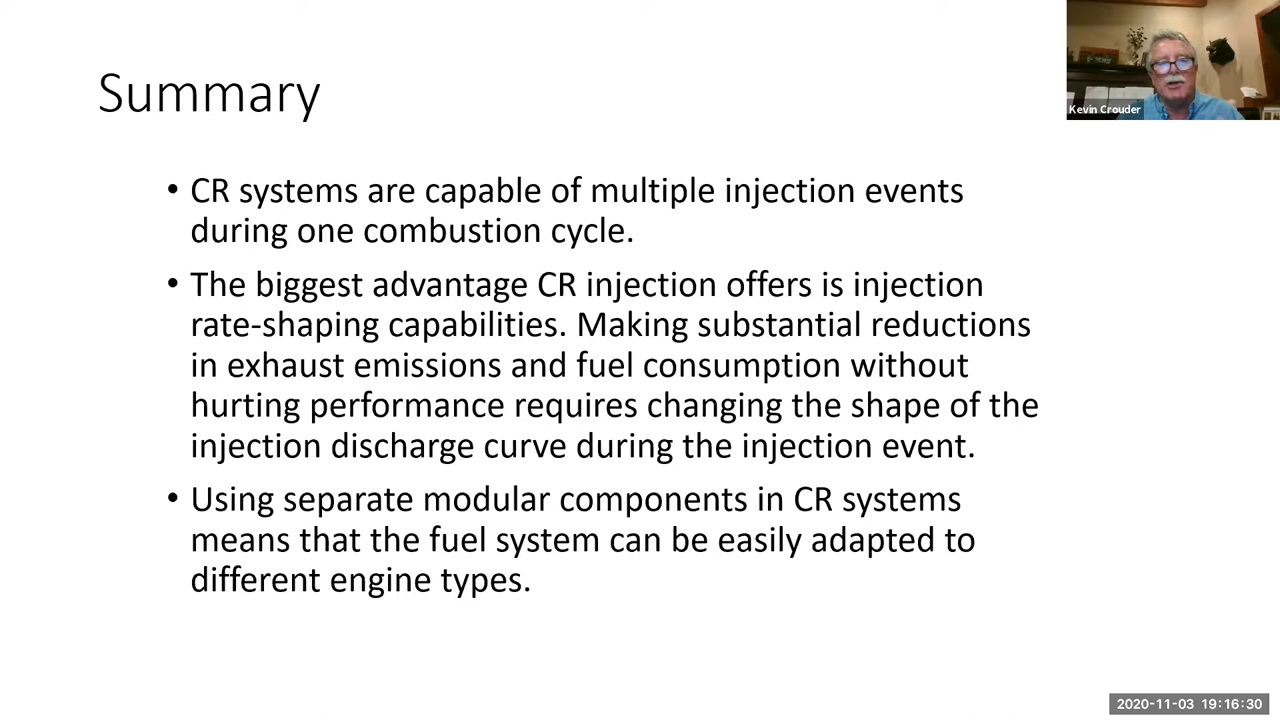 Summary
Kevin Crouder
• CR systems are capable of multiple injection events
during one combustion cycle.
• The biggest advantage CR injection offers is injection
rate-shaping capabilities. Making substantial reductions
in exhaust emissions and fuel consumption without
hurting performance requires changing the shape of the
injection discharge curve during the injection event.
• Using separate modular components in CR systems
means that the fuel system can be easily adapted to
different engine types.
2020-11-03 19:16:30